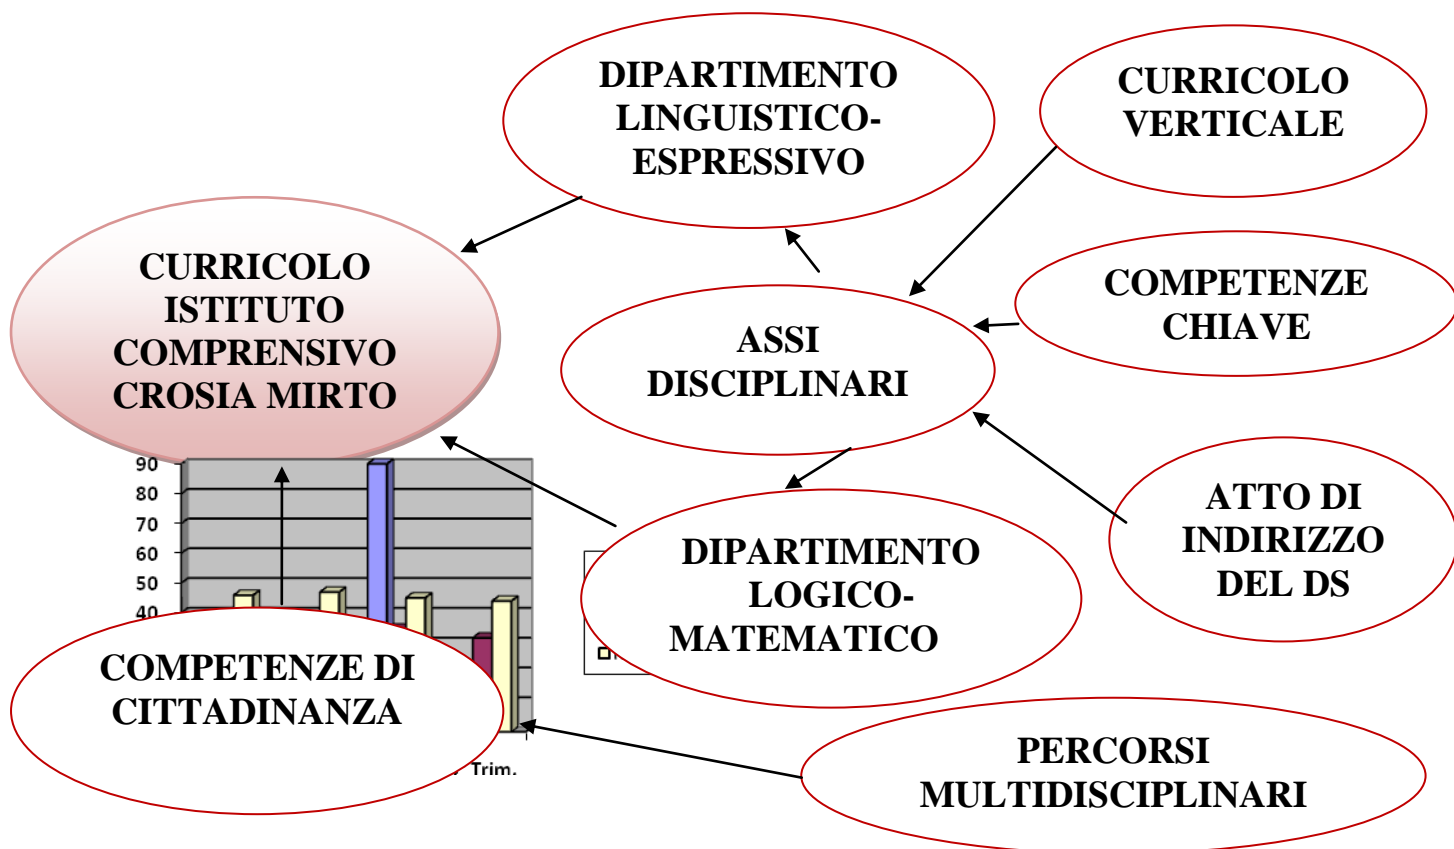 DIPARTIMENTO
LINGUISTICO-
ESPRESSIVO
CURRICOLO
VERTICALE
CURRICOLO
ISTITUTO
COMPRENSIVO
CROSIA MIRTO
COMPETENZE
CHIAVE
ASSI
DISCIPLINARI
ATTO DI
INDIRIZZO
DEL DS
DIPARTIMENTO
LOGICO-
MATEMATICO
90
80
70
60
50
40
COMPETENZE DI
CITTADINANZA
Trim.
PERCORSI
MULTIDISCIPLINARI